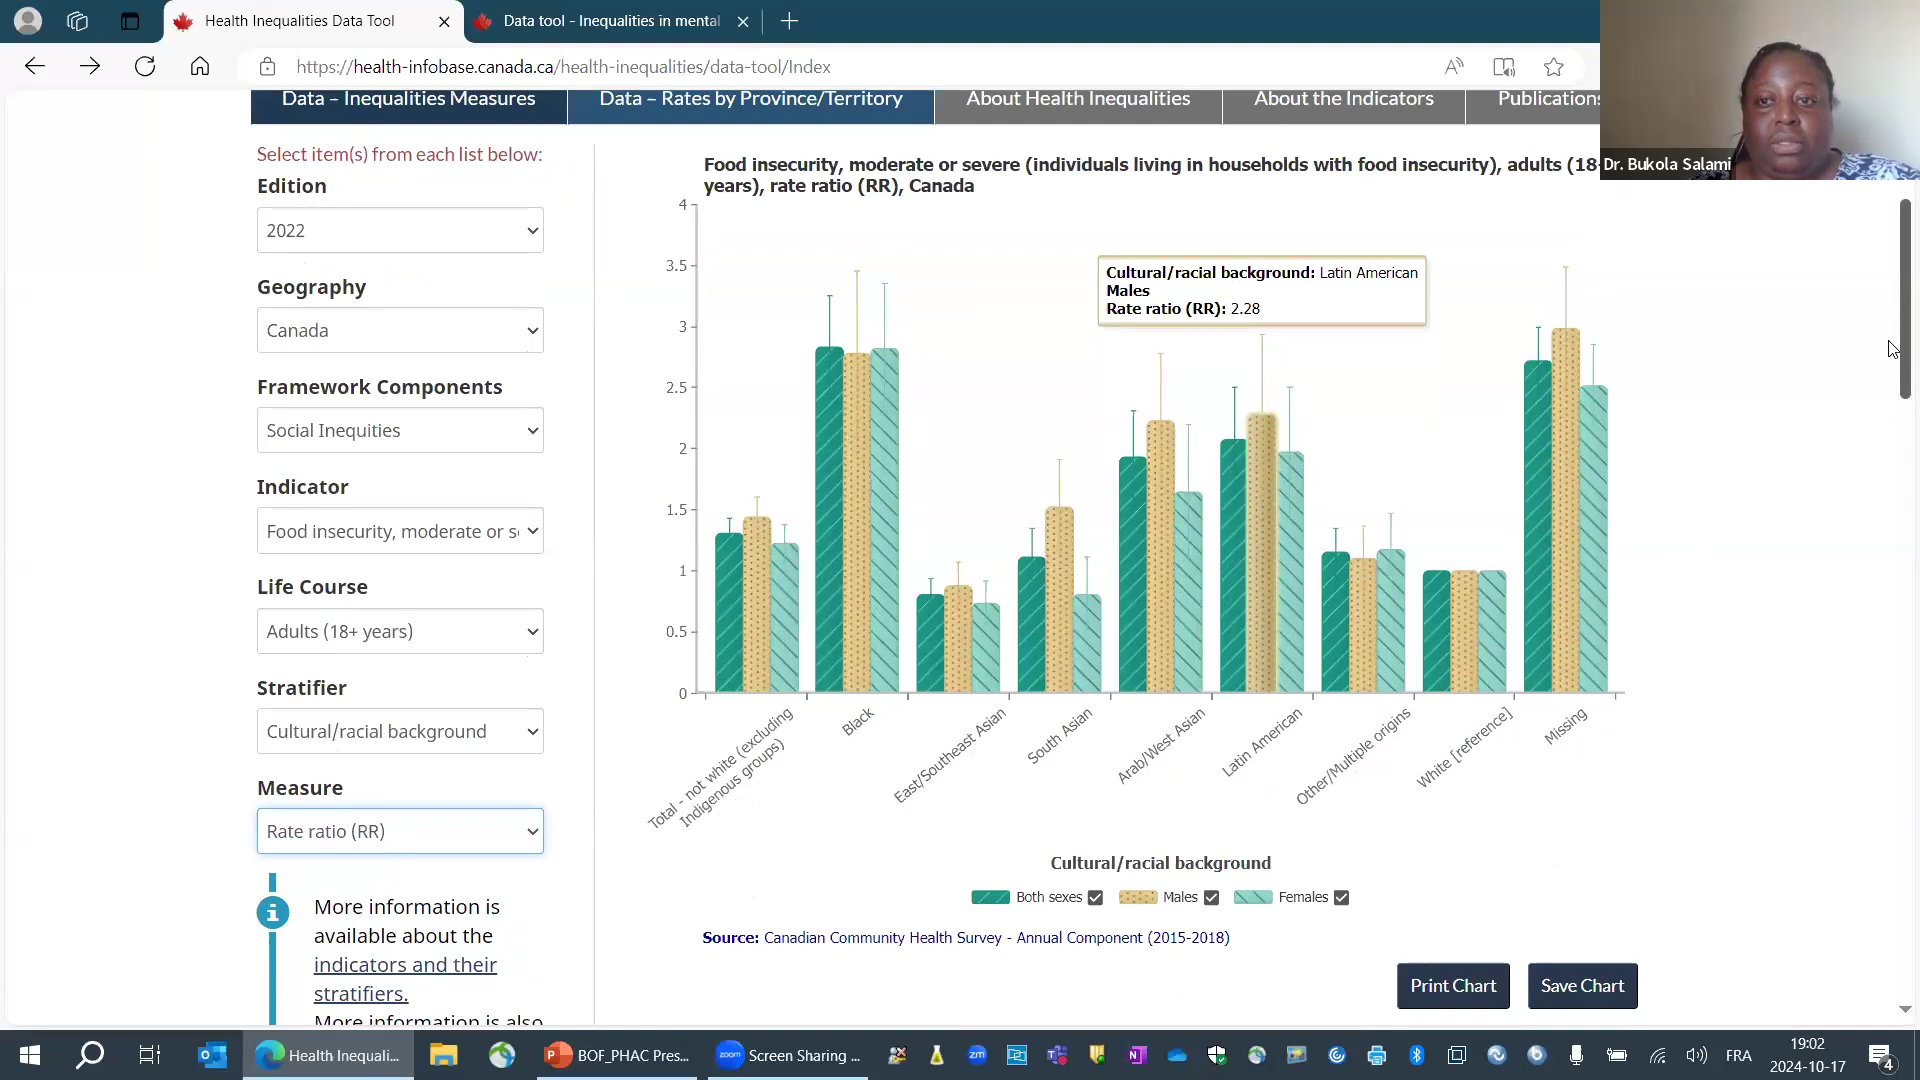 Health Inequalities Data Tool
Data tool - Inequalities in mental
https://health-infobase.canada.ca/health-inequalities/data-tool/Index
Data – Inequalities Measures
Data – Rates by Province/Territory
About Health Inequalities
About the Indicators
Publications
Dr. Bukola Salami
Select item(s) from each list below:
Edition
2022
Geography
Canada
Framework Components
Social Inequities
Indicator
Food insecurity, moderate or s
Life Course
Adults (18+ years)
Stratifier
Cultural/racial background
Measure
Rate ratio (RR)
More information is
available about the
indicators and their
stratifiers.
More information is also
Food insecurity, moderate or severe (individuals living in households with food insecurity), adults (18
years), rate ratio (RR), Canada
4
3.5
3
2.5
2
1.5
1
0.5
0
Cultural/racial background: Latin American
Males
Rate ratio (RR): 2.28
Total - not white (excluding
Indigenous groups)
Black
East/Southeast Asian
South Asian
Arab/West Asian
Latin American
Other/Multiple origins
White [reference]
Missing
Cultural/racial background
Both sexes
Males
Females
Source: Canadian Community Health Survey - Annual Component (2015-2018)
Print Chart
Save Chart
Health Inequali...
BOF_PHAC Pres...
Screen Sharing ...
FRA
19:02
2024-10-17
4